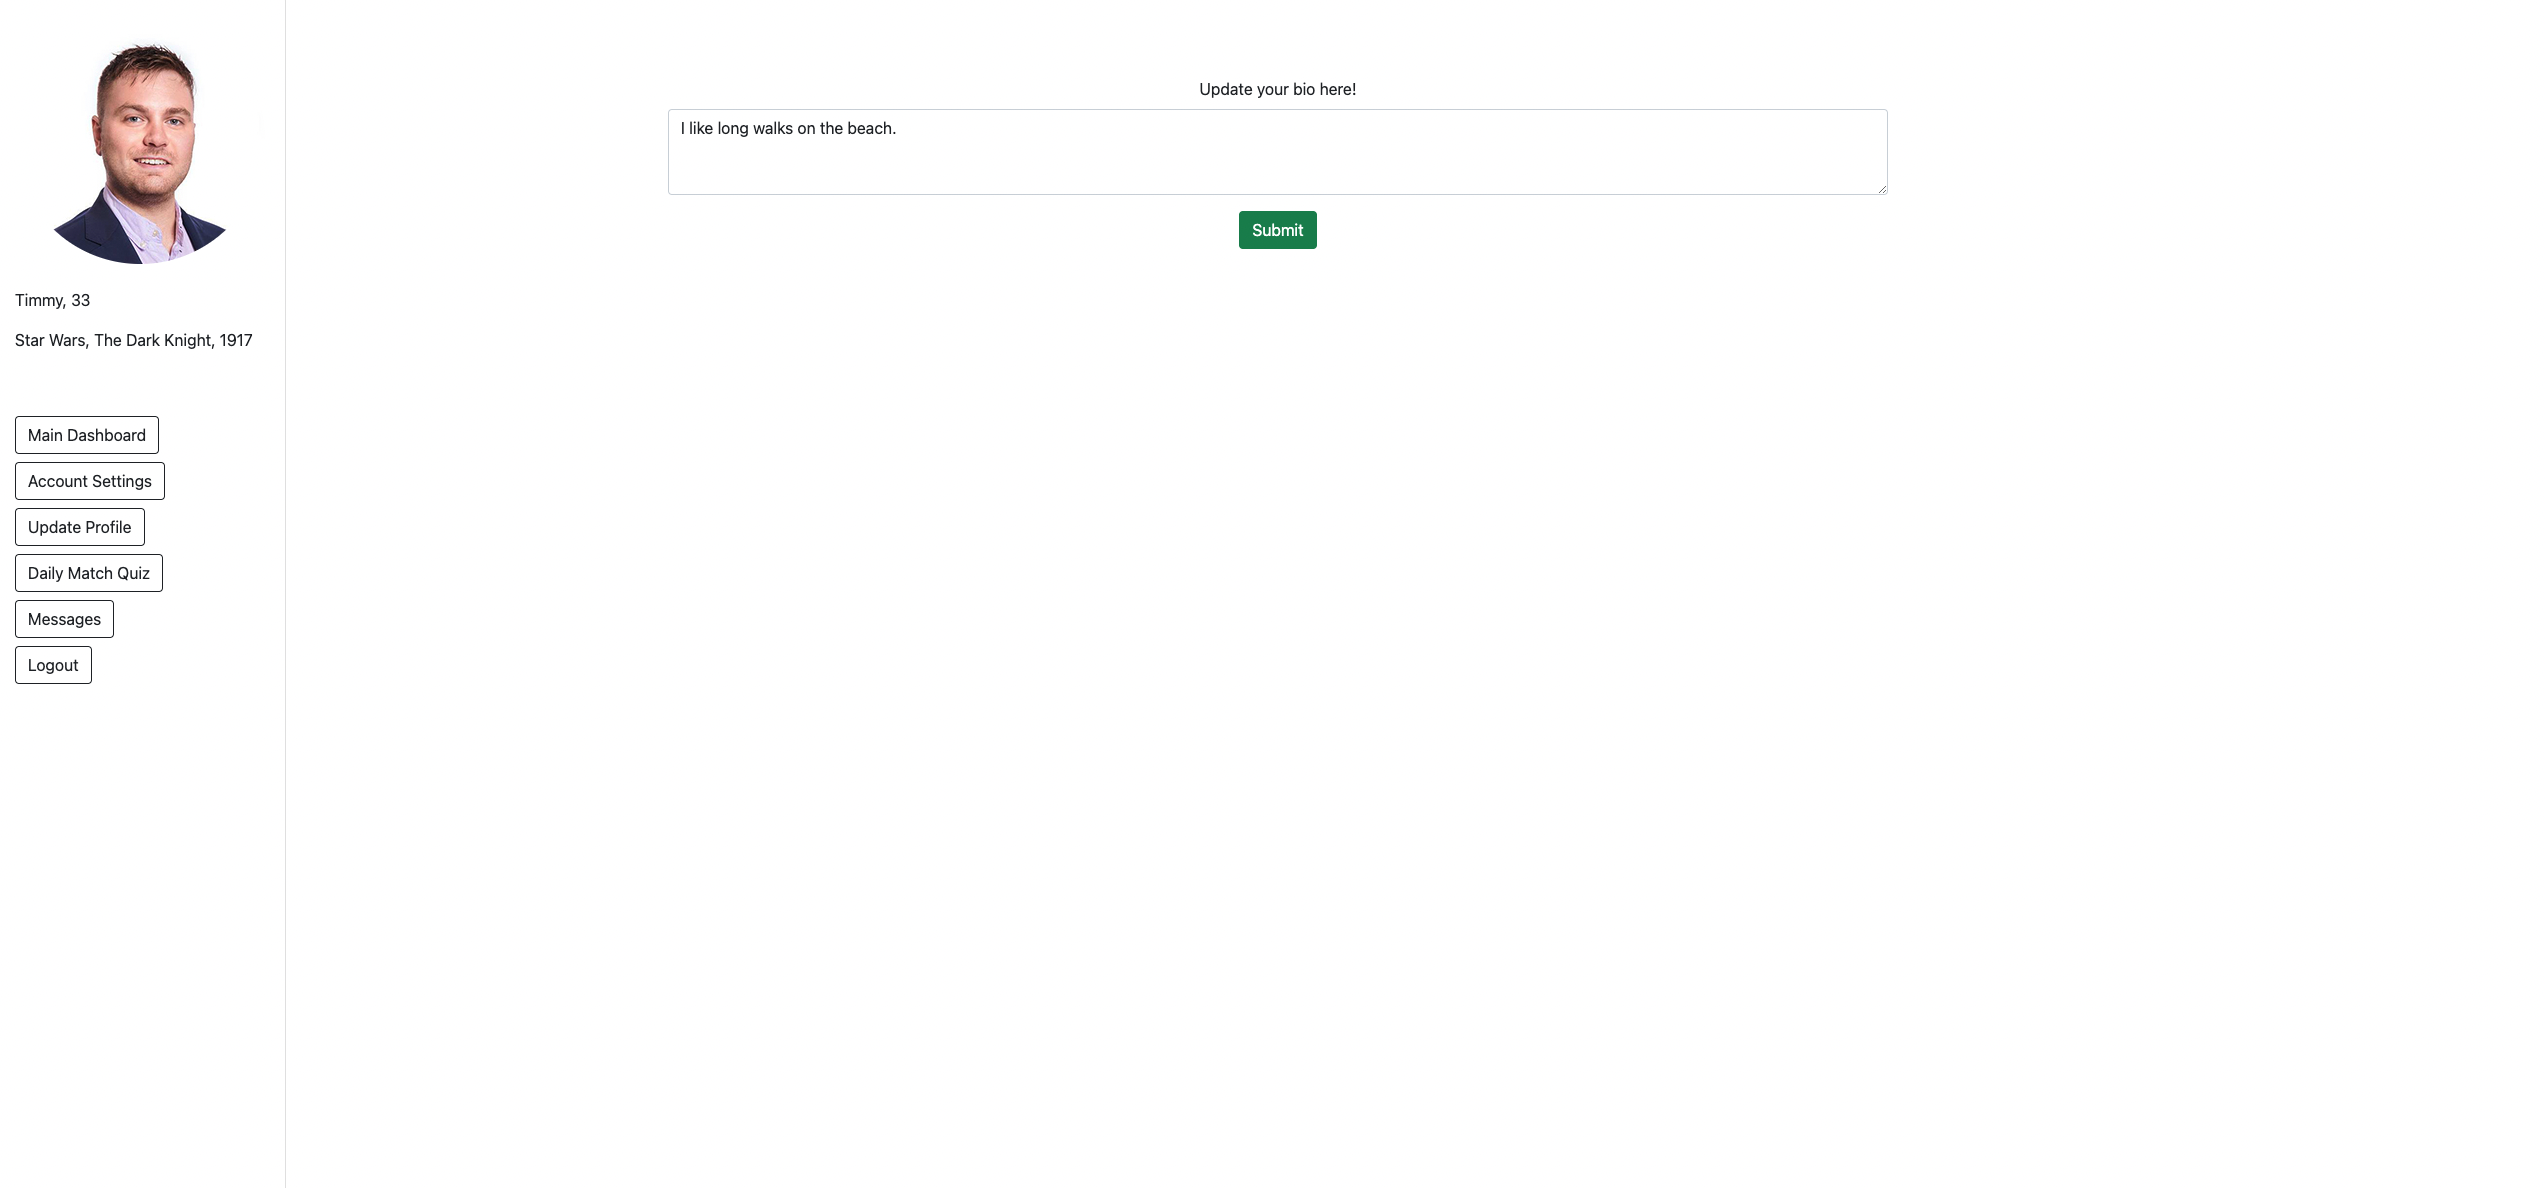 Timmy, 33
Star Wars, The Dark Knight, 1917
Main Dashboard
Account Settings
Update Profile
Daily Match Quiz
Messages
Logout
Update your bio here!
I like long walks on the beach.
Submit